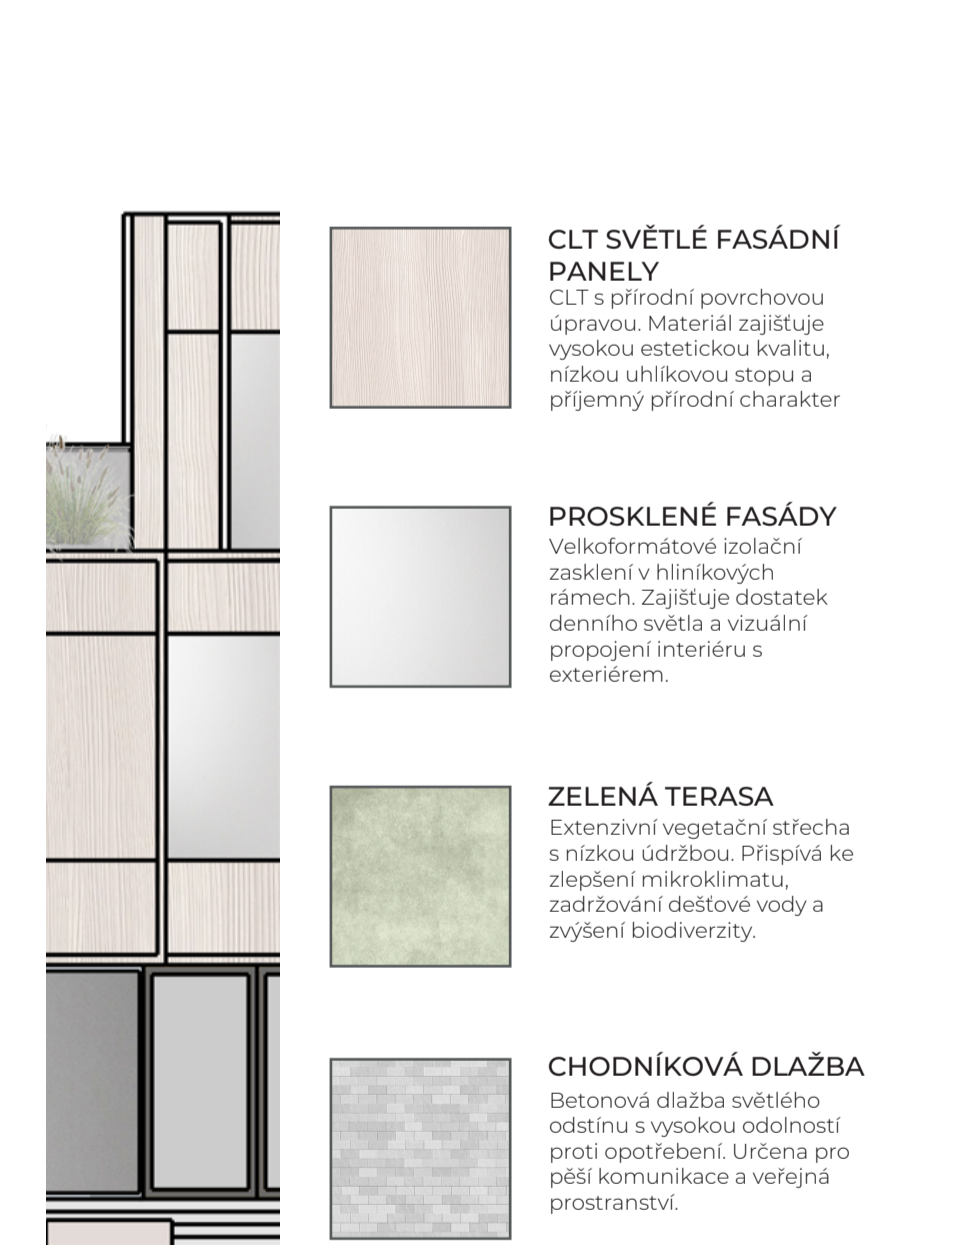 CLT SVĚTLÉ FASÁDNÍ
PANELY
CLT s přírodní povrchovou
úpravou. Materiál zajišťuje
vysokou estetickou kvalitu,
nízkou uhlíkovou stopu a
příjemný přírodní charakter
PROSKLENÉ FASÁDY
Velkoformátové izolační
zasklení v hliníkových
rámech. Zajišťuje dostatek
denního světla a vizuální
propojení interiéru s
exteriérem.
ZELENÁ TERASA
Extenzivní vegetační střecha
s nízkou údržbou. Přispívá ke
zlepšení mikroklimatu,
zadržování dešťové vody a
zvýšení biodiverzity.
CHODNÍKOVÁ DLAŽBA
Betonová dlažba světlého
odstínu s vysokou odolností
proti opotřebení. Určena pro
pěší komunikace a veřejná
prostranství.